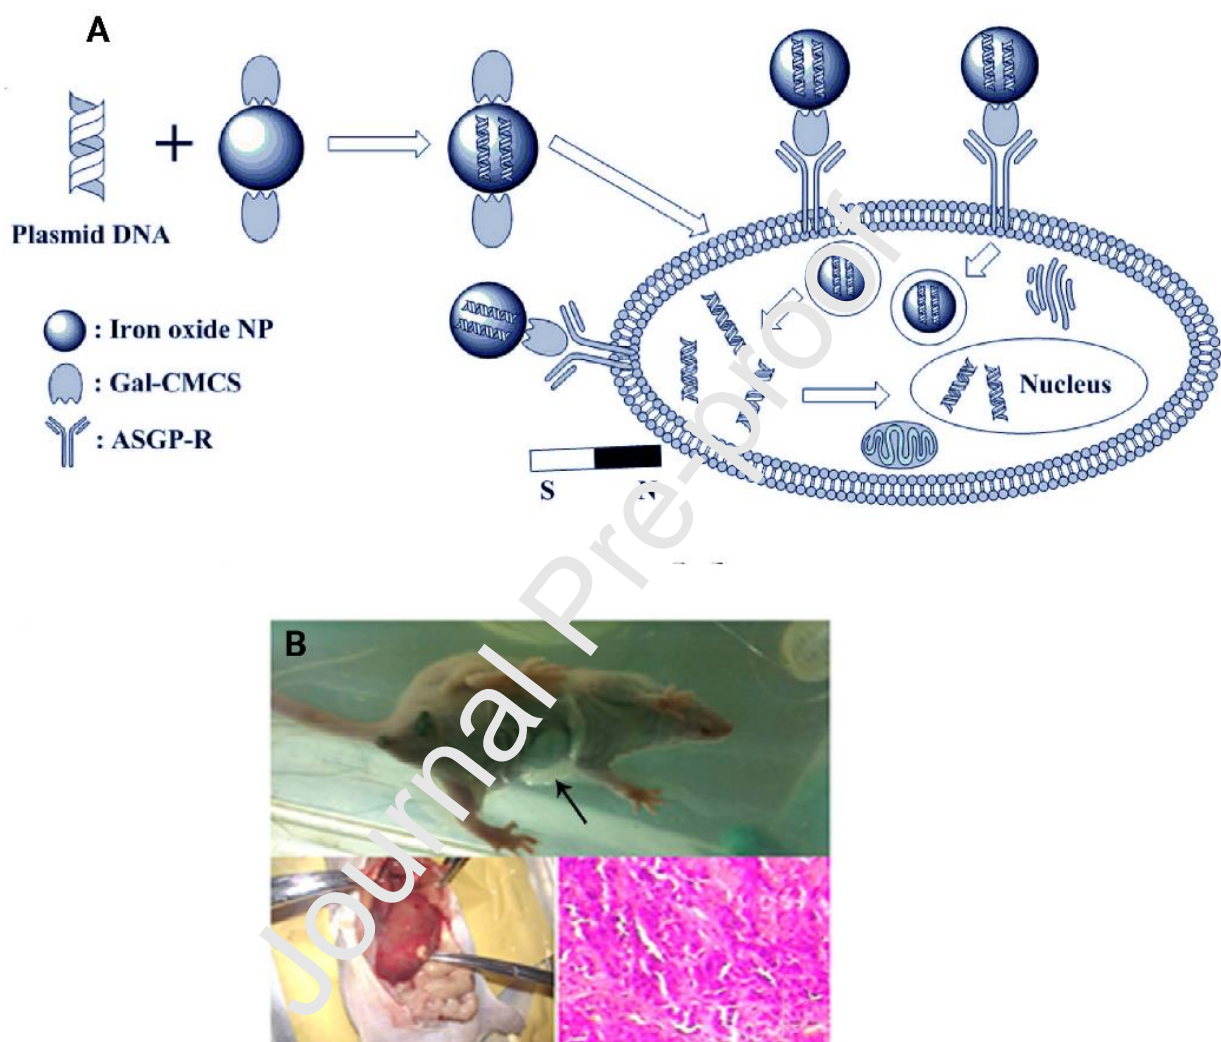 A
+
Plasmid DNA
: Iron oxide NP
: Gal-CMCS
: ASGP-R
Nucleus
S N
Journal Pre-proof
B